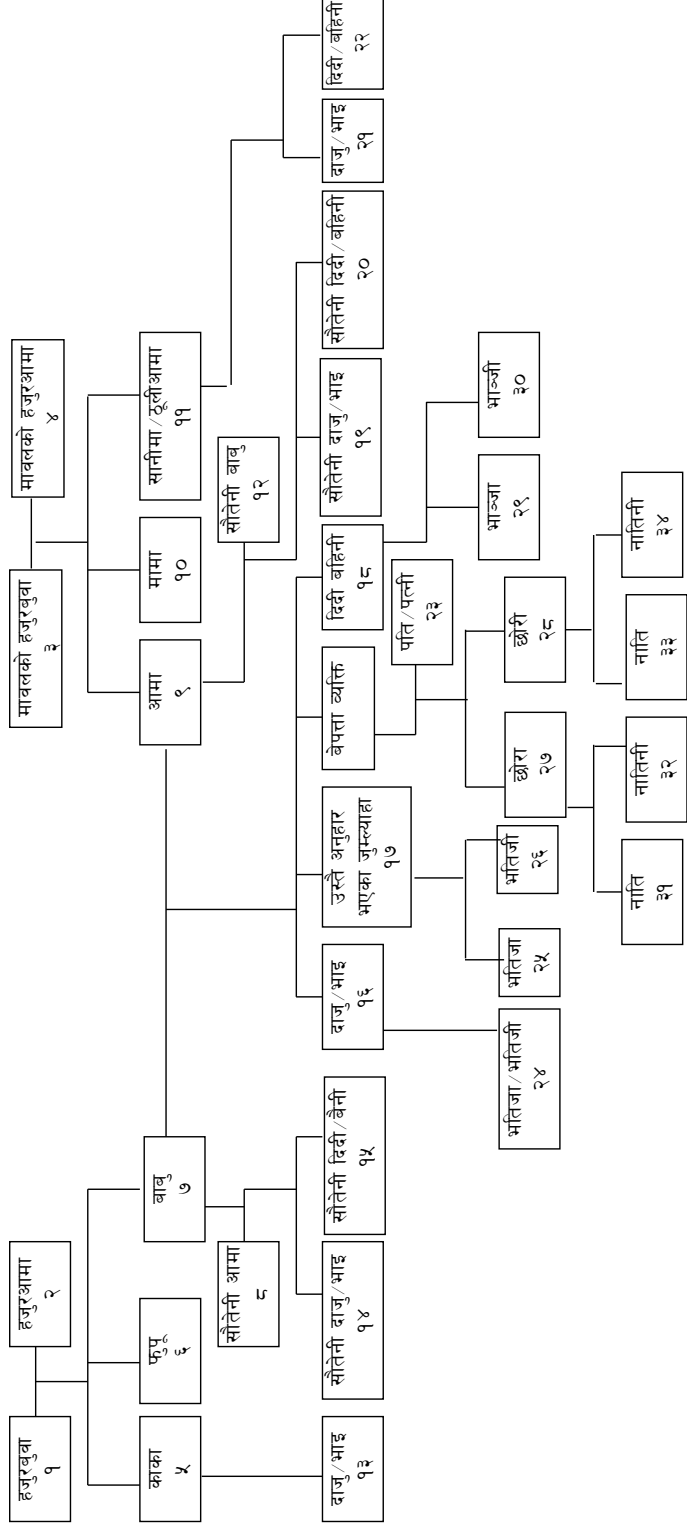 हजुरबुवा
१
हजुरआमा
२
मावलको हजुरबुवा
३
मावलको हजुरआमा
४
काका
५
फुपू
६
बाबु
७
आमा
९
मामा
१०
सानीमा/ठूलीआमा
११
सौतेनी आमा
८
सौतेनी बाबु
१२
दाजु/भाइ
१३
सौतेनी दाजु/भाइ
१४
सौतेनी दिदी/बैनी
१५
दाजु/भाइ
१६
उस्तै अनुहार
भएका जुम्ल्याहा
१७
बेपत्ता व्यक्ति
दिदी बहिनी
१८
सौतेनी दाजु/भाइ
१९
सौतेनी दिदी/बहिनी
२०
दाजु/भाइ
२१
दिदी/बहिनी
२२
पति/पत्नी
२३
भतिजा/भतिजी
२४
भतिजा
२५
भतिजी
२६
छोरा
२७
छोरी
२८
भाञ्जा
२९
भाञ्जी
३०
नाति
३१
नातिनी
३२
नाति
३३
नातिनी
३४